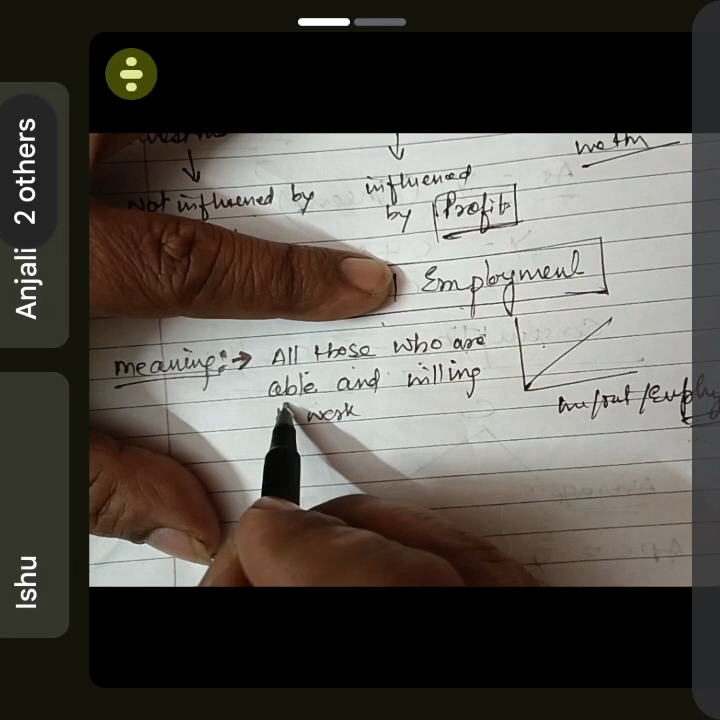 math
Not influenced by
influenced
by Profit
Employment
meaning:→ All those who are
able and willing
work
Anjali 2 others
Ishu